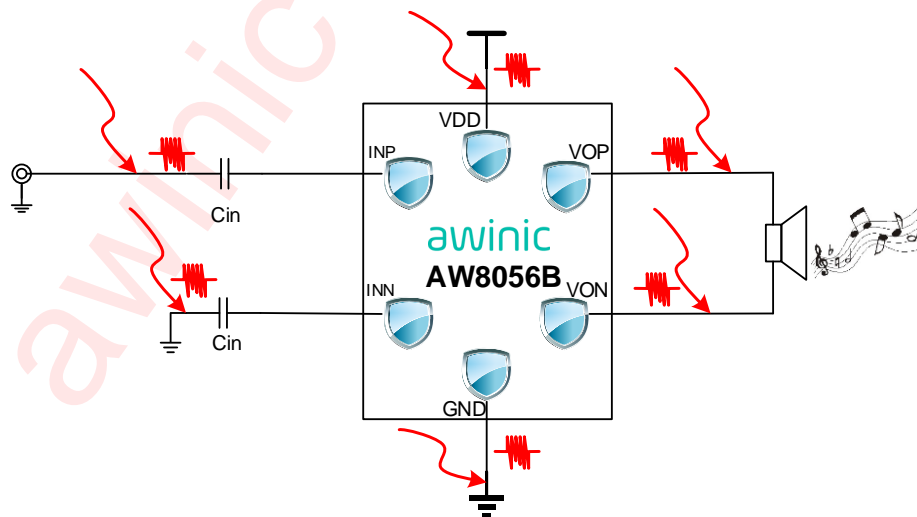 awinic
VDD
INP
VOP
Cin
awinic
AW8056B
INN
VON
Cin
GND